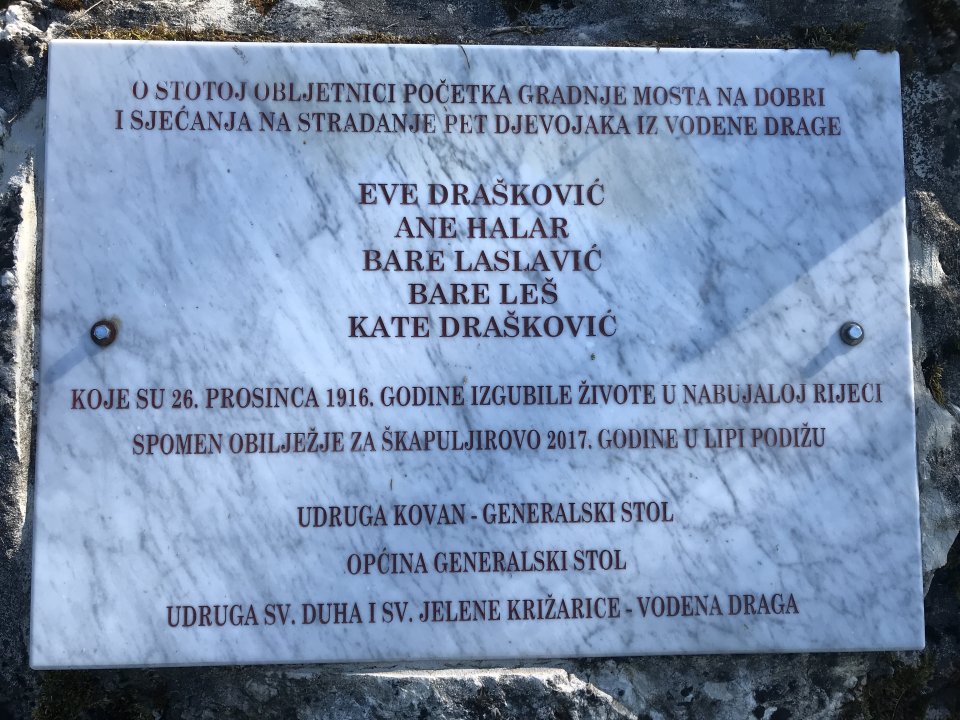 O STOTOJ OBLJETNICI POČETKA GRADNJE MOSTA NA DOBRI
I SJEĆANJA NA STRADANJE PET DJEVOJAKA IZ VODENE DRAGE
EVE DRAŠKOVIĆ
ANE HALAR
BARE LASLAVIĆ
BARE LEŠ
KATE DRAŠKOVIĆ
KOJE SU 26. PROSINCA 1916. GODINE IZGUBILE ŽIVOTE U NABUJALOJ RIJECI
SPOMEN OBILJEŽJE ZA ŠKAPULJIROVO 2017. GODINE U LIPI PODIŽU
UDRUGA KOVAN - GENERALSKI STOL
OPĆINA GENERALSKI STOL
UDRUGA SV. DUHA I SV. JELENE KRIŽARICE - VODENA DRAGA